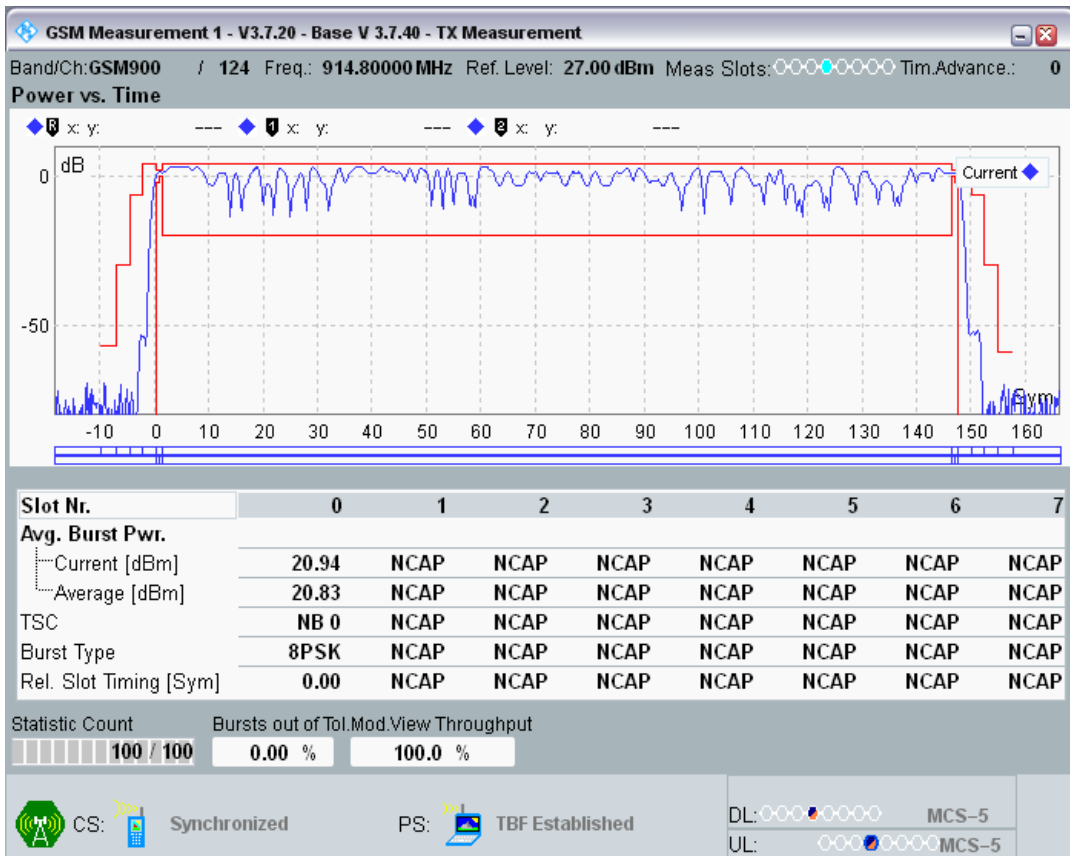 GSM Measurement 1 - V3.7.20 - Base V 3.7.40 - TX Measurement
Band/Ch:GSM900 / 124 Freq.: 914.80000 MHz Ref. Level: 27.00 dBm Meas Slots: Tim.Advance.: 0
Power vs. Time
R x: y: --- 1 x: y: --- 2 x: y: ---
dB
Current
0
-50
Sym
-10 0 10 20 30 40 50 60 70 80 90 100 110 120 130 140 150 160
Slot Nr. 0 1 2 3 4 5 6 7
Avg. Burst Pwr.
Current [dBm] 20.94 NCAP NCAP NCAP NCAP NCAP NCAP NCAP
Average [dBm] 20.83 NCAP NCAP NCAP NCAP NCAP NCAP NCAP
TSC NB 0 NCAP NCAP NCAP NCAP NCAP NCAP NCAP
Burst Type 8PSK NCAP NCAP NCAP NCAP NCAP NCAP NCAP
Rel. Slot Timing [Sym] 0.00 NCAP NCAP NCAP NCAP NCAP NCAP NCAP
Statistic Count Bursts out of Tol.Mod.View Throughput
100 / 100 0.00 % 100.0 %
CS: Synchronized PS: TBF Established
DL: MCS-5
UL: MCS-5